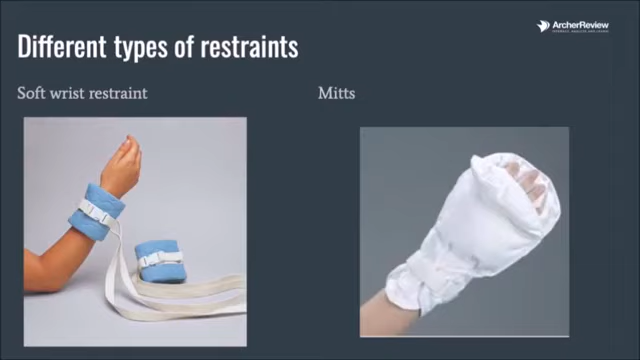 ArcherReview
Different types of restraints
Soft wrist restraint
Mitts